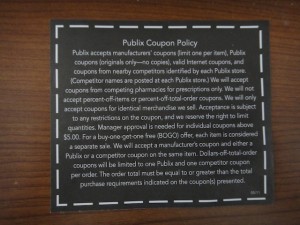 Publix Coupon Policy
Publix accepts manufacturers' coupons (limit one per item), Publix
coupons (originals only—no copies), valid Internet coupons, and
coupons from nearby competitors identified by each Publix store.
(Competitor names are posted at each Publix store.) We will accept
coupons from competing pharmacies for prescriptions only. We will not
accept percent-off-items or percent-off-total-order coupons. We will only
accept coupons for identical merchandise we sell. Acceptance is subject
to any restrictions on the coupon, and we reserve the right to limit
quantities. Manager approval is needed for individual coupons above
$5.00. For a buy-one-get-one-free (BOGO) offer, each item is considered
a separate sale. We will accept a manufacturer's coupon and either a
Publix or a competitor coupon on the same item. Dollars-off-total-order
coupons will be limited to one Publix and one competitor coupon
per order. The order total must be equal to or greater than the total
purchase requirements indicated on the coupon(s) presented.